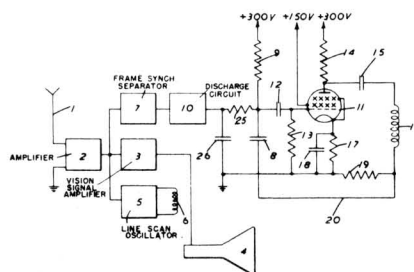 +300V +150V +300V
9
14
15
FRAME SYNCH
SEPARATOR
DISCHARGE
CIRCUIT
12
1
7
10
11
25
AMPLIFIER
2
3
26
8
13
18
17
19
VISION
SIGNAL
AMPLIFIER
5
6
20
LINE SCAN
OSCILLATOR
4